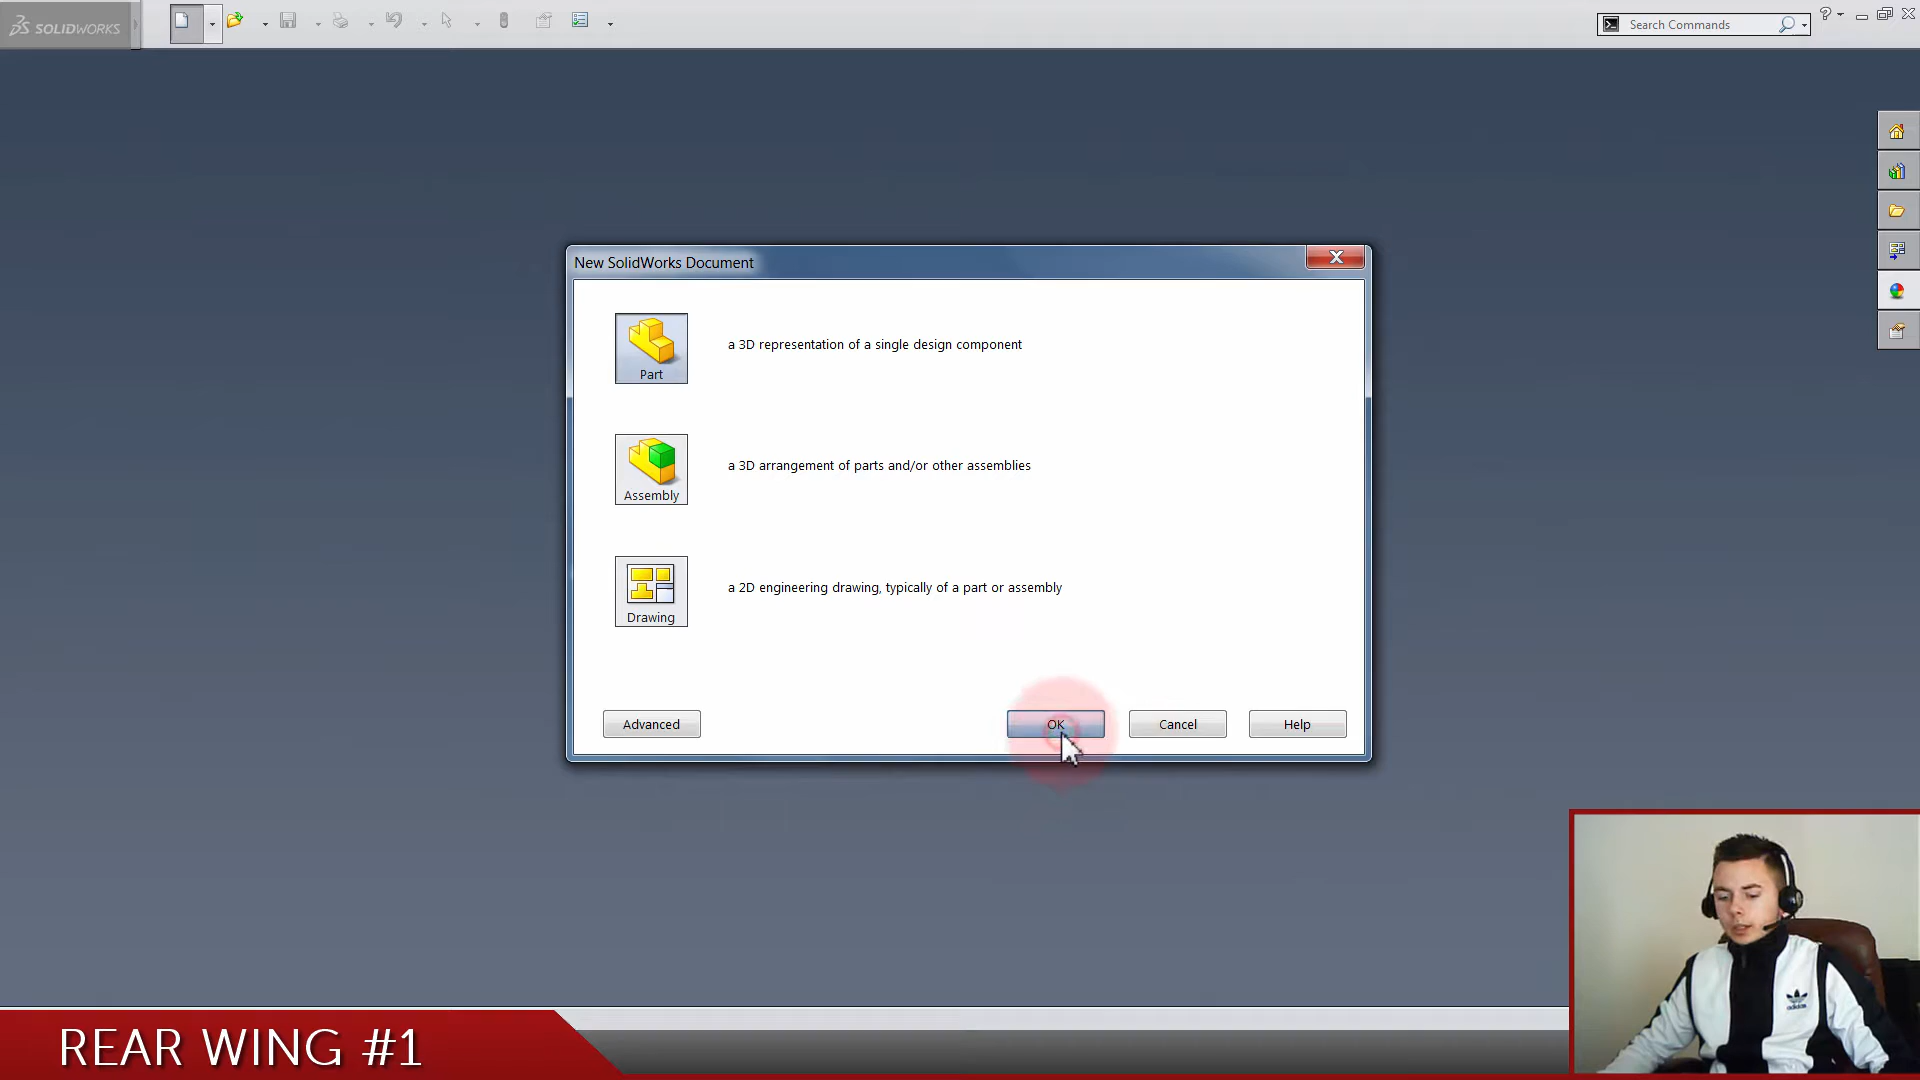 SOLIDWORKS
Search Commands
?
New SolidWorks Document
Part
a 3D representation of a single design component
Assembly
a 3D arrangement of parts and/or other assemblies
Drawing
a 2D engineering drawing, typically of a part or assembly
Advanced
OK
Cancel
Help
adidas
REAR WING #1